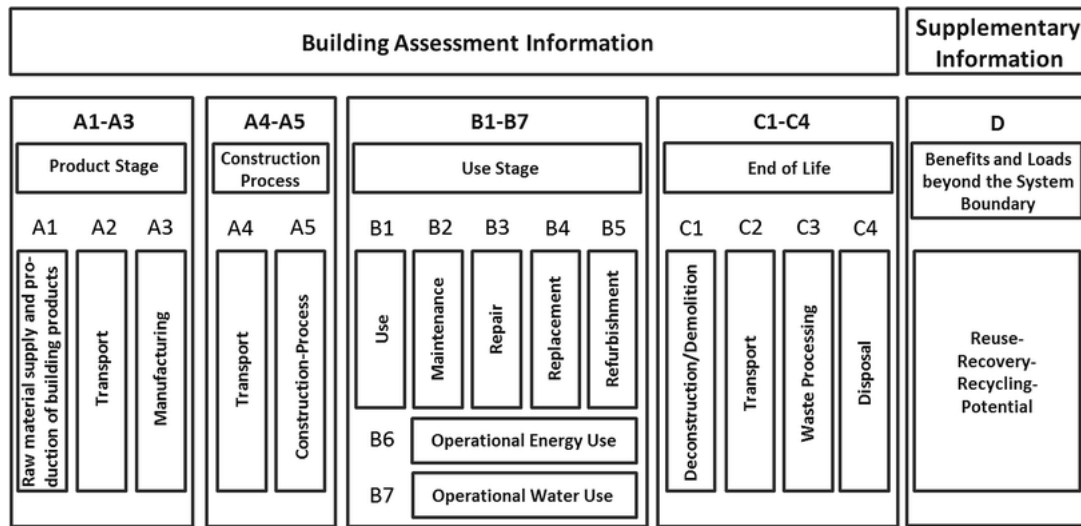 Building Assessment Information
Supplementary
Information
A1-A3
Product Stage
A1
A2
A3
Raw material supply and pro-
duction of building products
Transport
Manufacturing
A4-A5
Construction
Process
A4
A5
Transport
Construction-Process
B1-B7
Use Stage
B1
B2
B3
B4
B5
Use
Maintenance
Repair
Replacement
Refurbishment
B6
Operational Energy Use
B7
Operational Water Use
C1-C4
End of Life
C1
C2
C3
C4
Deconstruction/Demolition
Transport
Waste Processing
Disposal
D
Benefits and Loads
beyond the System
Boundary
Reuse-
Recovery-
Recycling-
Potential